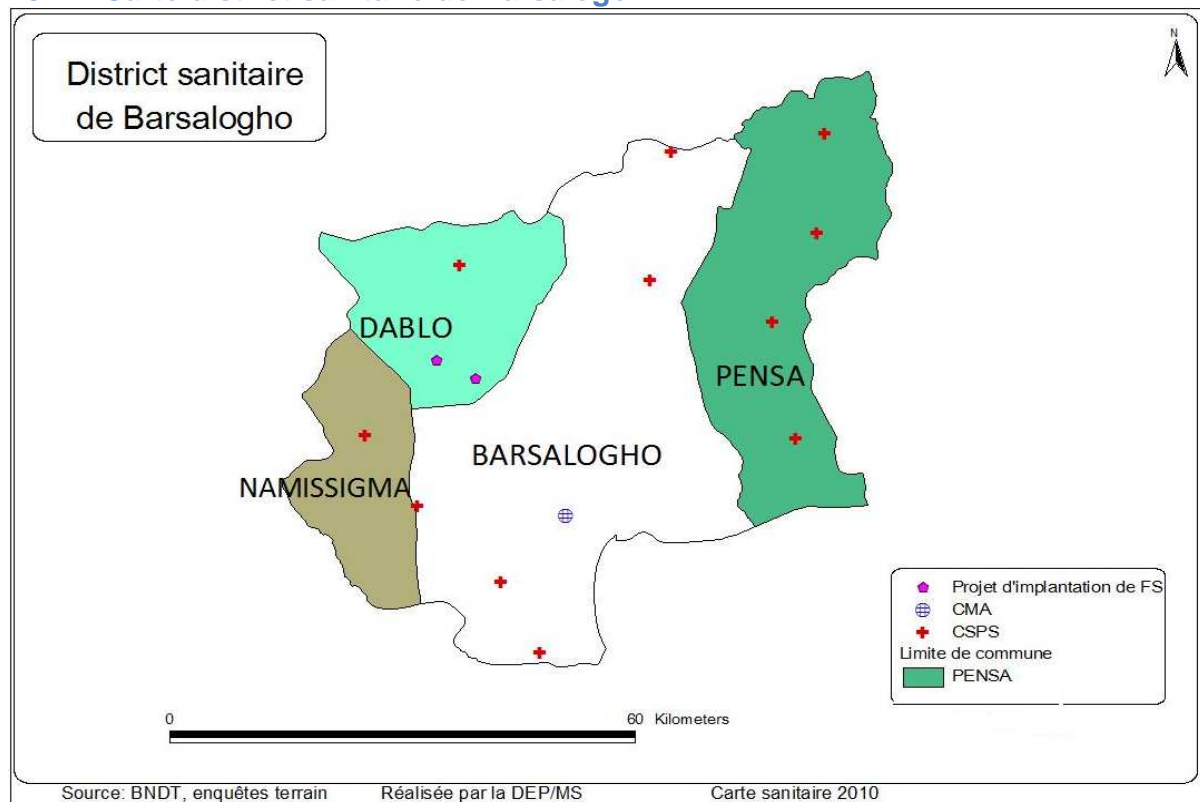 District sanitaire
de Barsalogho
N
DABLO
PENSA
BARSALOGHO
NAMISSIGMA
Projet d'implantation de FS
CMA
CSPS
Limite de commune
PENSA
0 60 Kilometers
Source: BNDT, enquêtes terrain Réalisée par la DEP/MS Carte sanitaire 2010